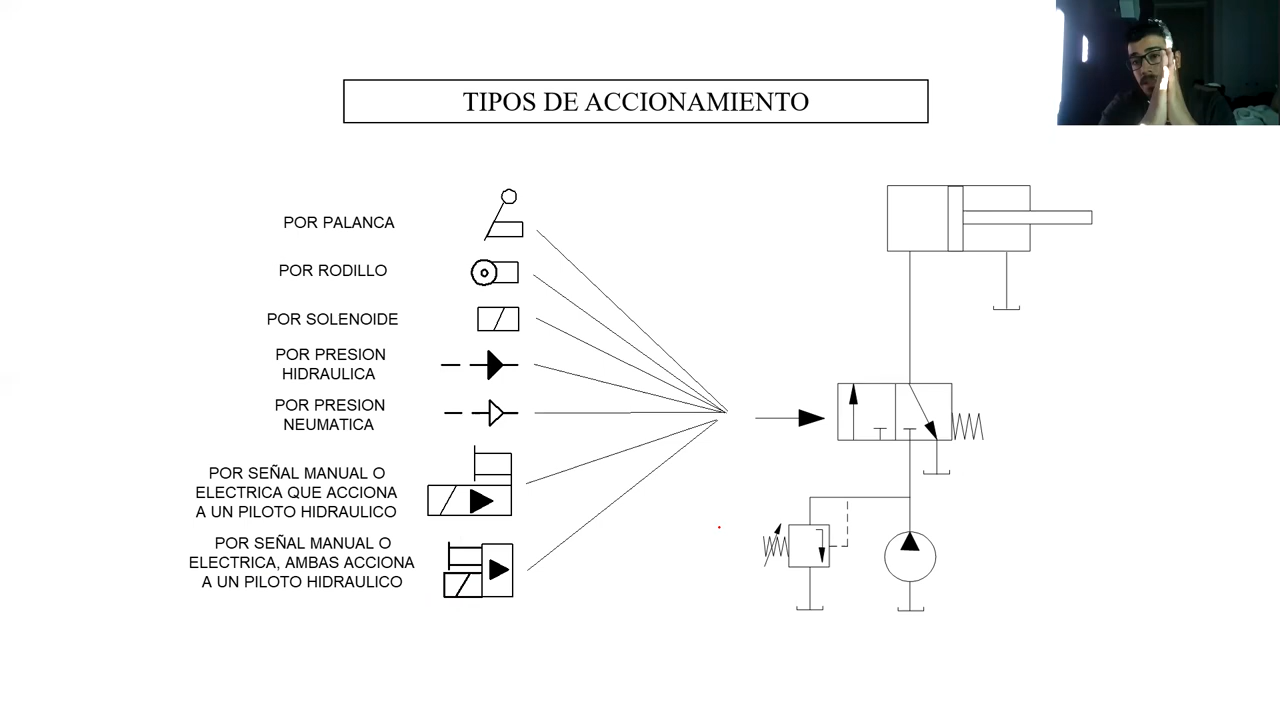 TIPOS DE ACCIONAMIENTO
POR PALANCA
POR RODILLO
POR SOLENOIDE
POR PRESION
HIDRAULICA
POR PRESION
NEUMATICA
POR SEÑAL MANUAL O
ELECTRICA QUE ACCIONA
A UN PILOTO HIDRAULICO
POR SEÑAL MANUAL O
ELECTRICA, AMBAS ACCIONA
A UN PILOTO HIDRAULICO